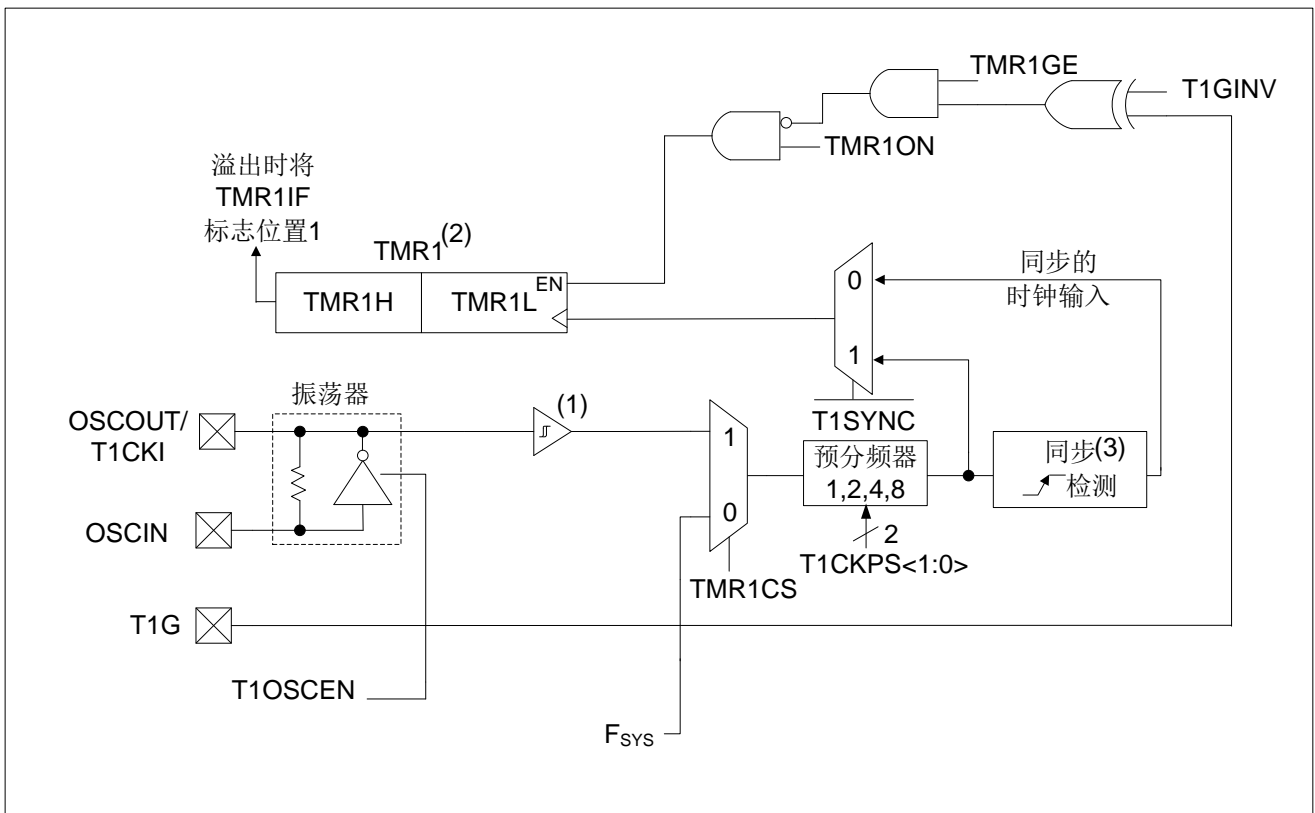 TMR1GE
T1GINV
TMR1ON
溢出时将
TMR1IF
标志位置1
TMR1(2)
EN
TMR1H
TMR1L
0
1
同步的
时钟输入
振荡器
OSCOUT/
T1CKI
(1)
1
0
T1SYNC
预分频器
1,2,4,8
同步(3)
检测
OSCIN
2
T1CKPS<1:0>
TMR1CS
T1G
T1OSCEN
FSYS